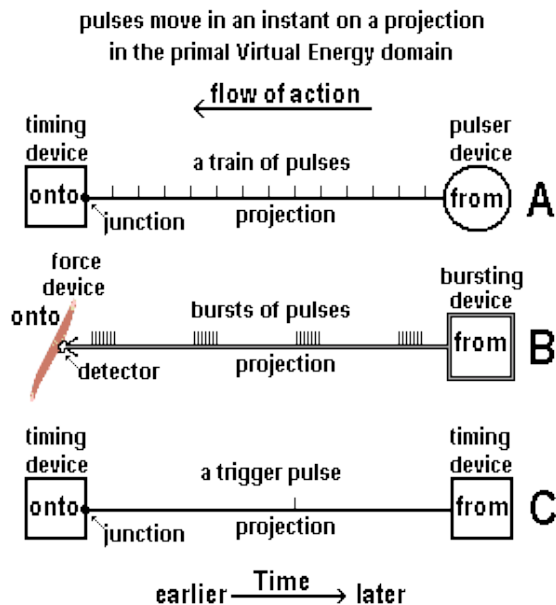 pulses move in an instant on a projection
in the primal Virtual Energy domain
flow of action
timing
device
pulser
device
a train of pulses
onto
from
A
projection
junction
force
device
bursting
device
onto
bursts of pulses
from
B
projection
detector
timing
device
timing
device
a trigger pulse
onto
from
C
projection
junction
earlier Time later